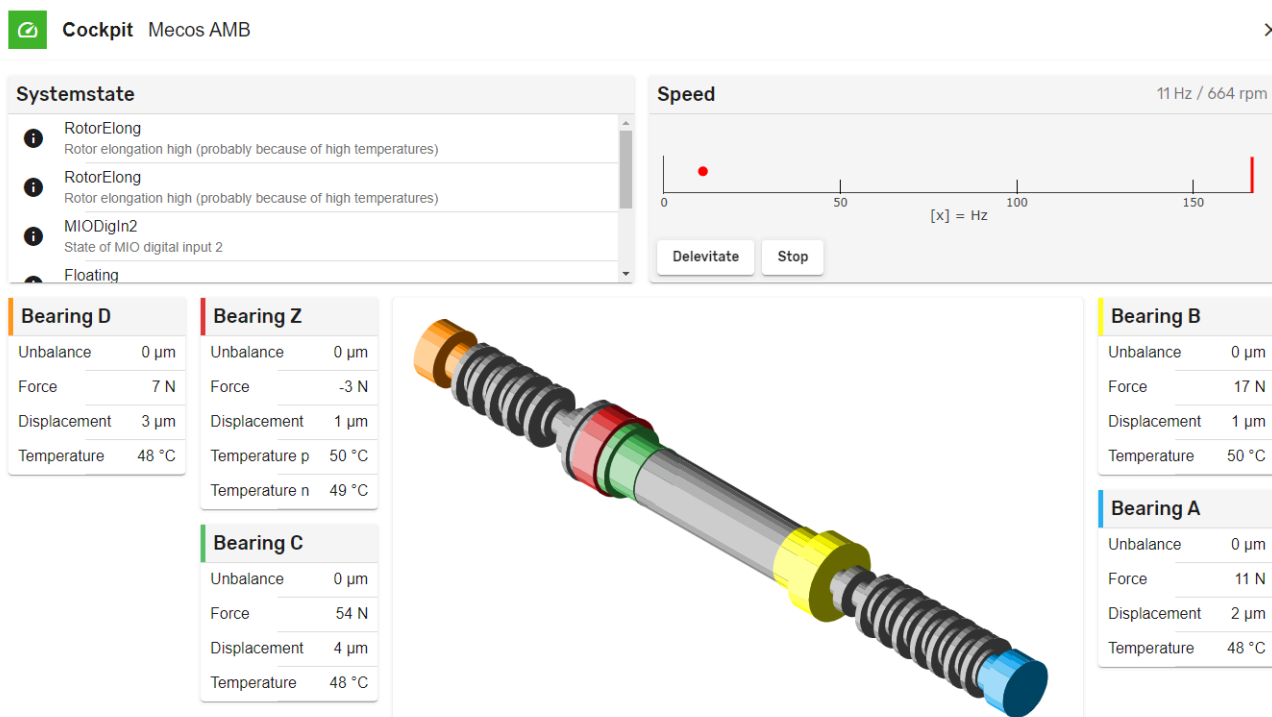 Cockpit Mecos AMB
Systemstate
RotorElong
Rotor elongation high (probably because of high temperatures)
RotorElong
Rotor elongation high (probably because of high temperatures)
MIODigIn2
State of MIO digital input 2
Floating
Speed 11 Hz / 664 rpm
0 50 100 150
[x] = Hz
Delevitate Stop
Bearing D
Unbalance 0 µm
Force 7 N
Displacement 3 µm
Temperature 48 °C
Bearing Z
Unbalance 0 µm
Force -3 N
Displacement 1 µm
Temperature p 50 °C
Temperature n 49 °C
Bearing C
Unbalance 0 µm
Force 54 N
Displacement 4 µm
Temperature 48 °C
Bearing B
Unbalance 0 µm
Force 17 N
Displacement 1 µm
Temperature 50 °C
Bearing A
Unbalance 0 µm
Force 11 N
Displacement 2 µm
Temperature 48 °C